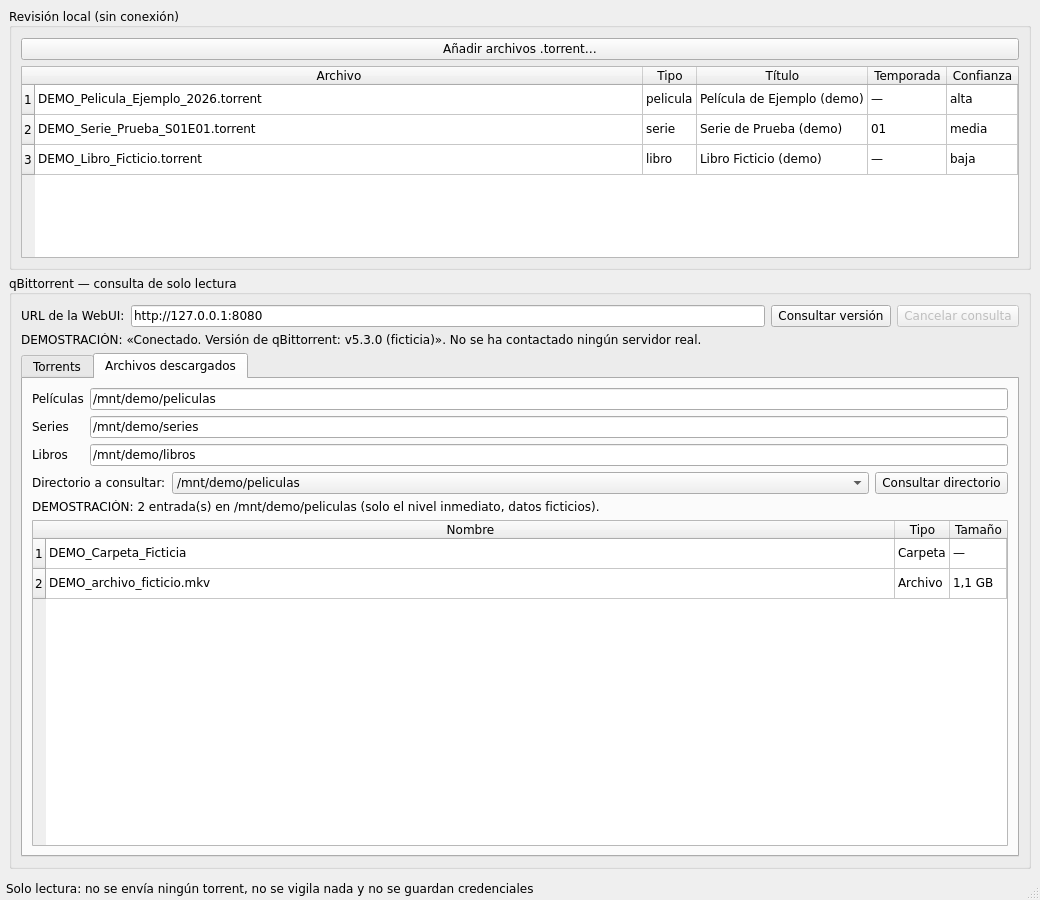 Revisión local (sin conexión)
Añadir archivos .torrent...
Archivo Tipo Título Temporada Confianza
1 DEMO_Pelicula_Ejemplo_2026.torrent pelicula Película de Ejemplo (demo) — alta
2 DEMO_Serie_Prueba_S01E01.torrent serie Serie de Prueba (demo) 01 media
3 DEMO_Libro_Ficticio.torrent libro Libro Ficticio (demo) — baja
qBittorrent — consulta de solo lectura
URL de la WebUI: http://127.0.0.1:8080 Consultar versión Cancelar consulta
DEMOSTRACIÓN: «Conectado. Versión de qBittorrent: v5.3.0 (ficticia)». No se ha contactado ningún servidor real.
Torrents Archivos descargados
Películas /mnt/demo/peliculas
Series /mnt/demo/series
Libros /mnt/demo/libros
Directorio a consultar: /mnt/demo/peliculas Consultar directorio
DEMOSTRACIÓN: 2 entrada(s) en /mnt/demo/peliculas (solo el nivel inmediato, datos ficticios).
Nombre Tipo Tamaño
1 DEMO_Carpeta_Ficticia Carpeta —
2 DEMO_archivo_ficticio.mkv Archivo 1,1 GB
Solo lectura: no se envía ningún torrent, no se vigila nada y no se guardan credenciales